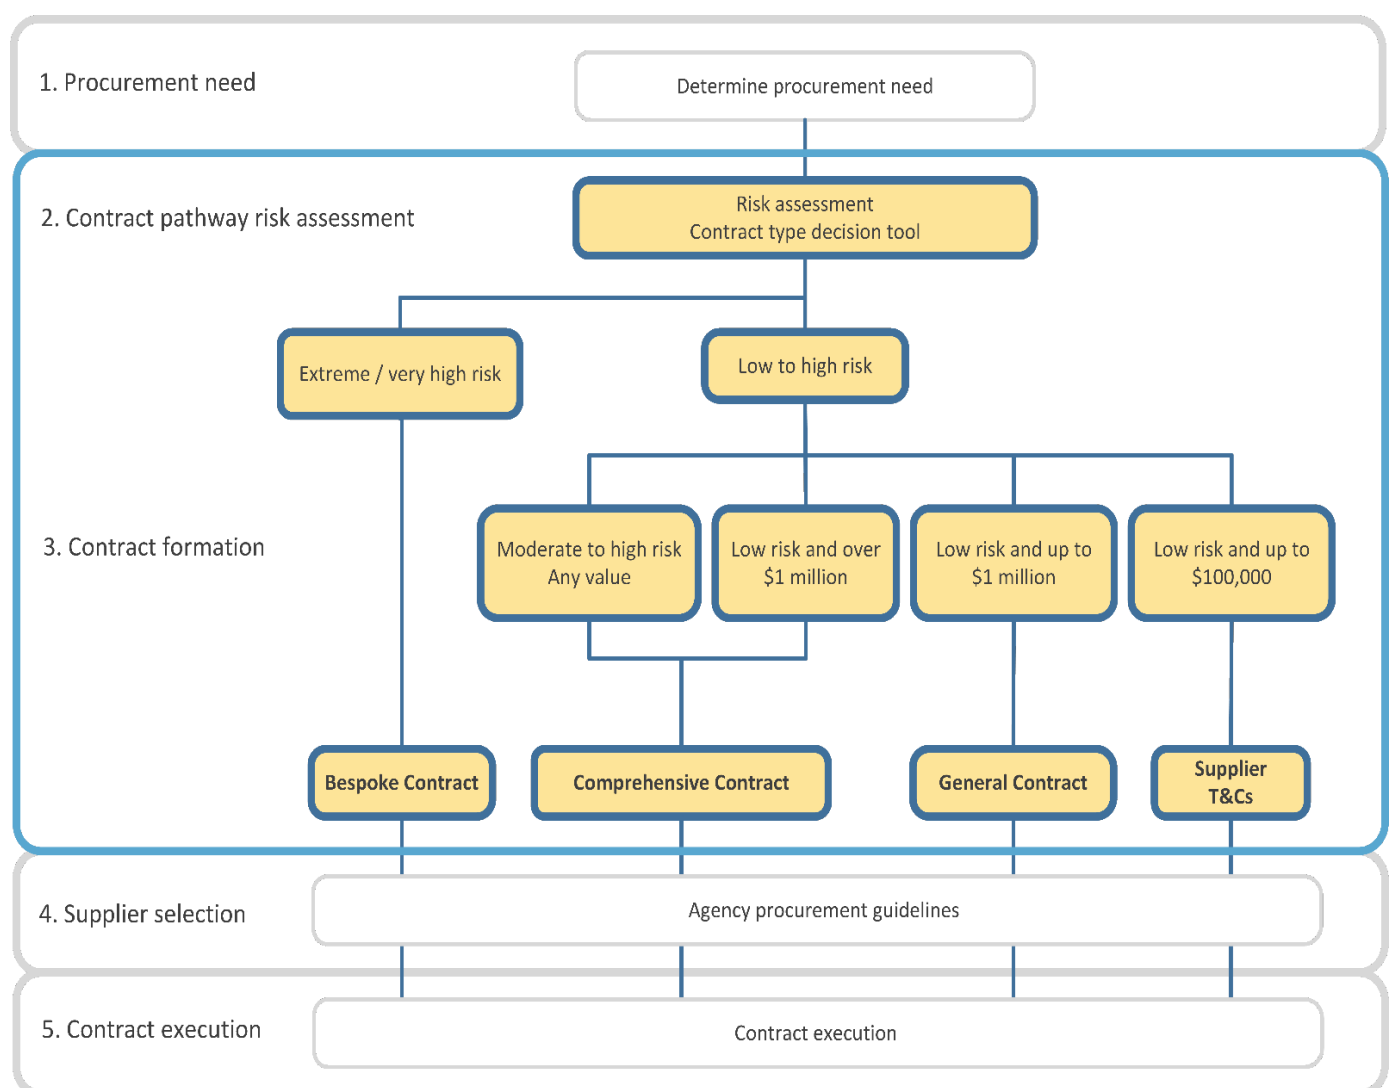 1. Procurement need
Determine procurement need
2. Contract pathway risk assessment
Risk assessment
Contract type decision tool
Extreme / very high risk
Low to high risk
3. Contract formation
Moderate to high risk
Any value
Low risk and over
$1 million
Low risk and up to
$1 million
Low risk and up to
$100,000
Bespoke Contract
Comprehensive Contract
General Contract
Supplier
T&Cs
4. Supplier selection
Agency procurement guidelines
5. Contract execution
Contract execution